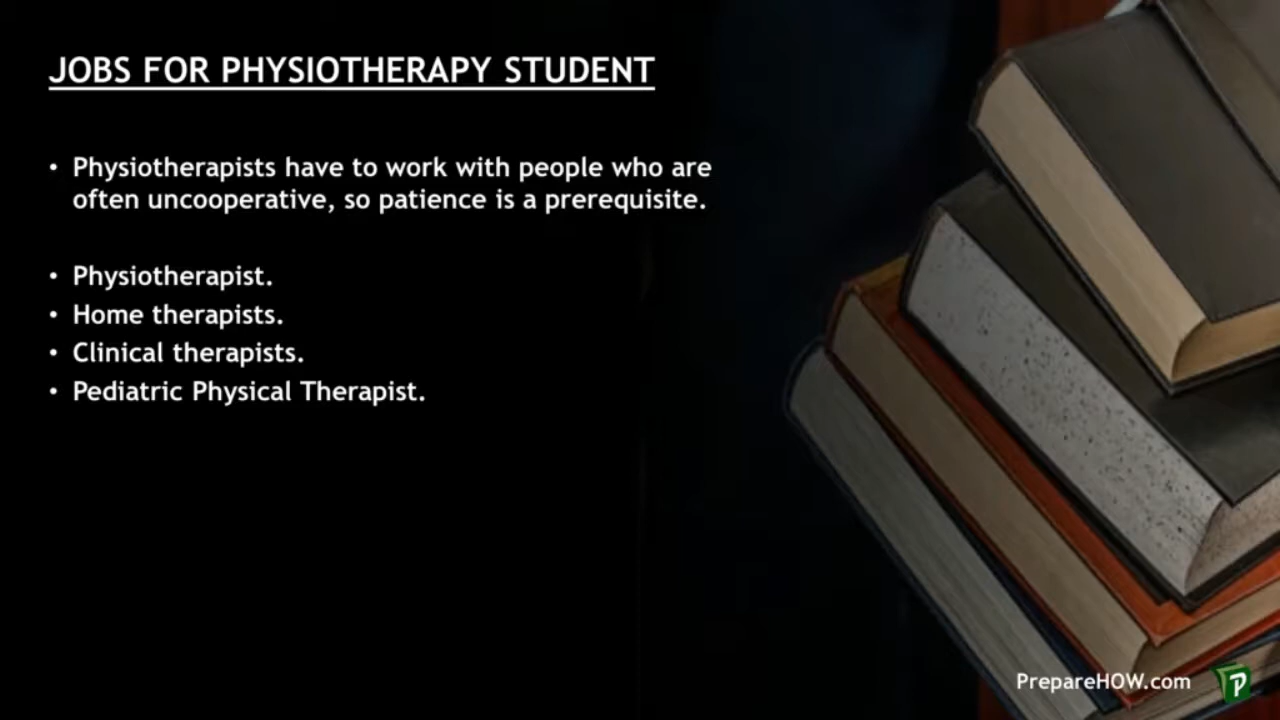 JOBS FOR PHYSIOTHERAPY STUDENT
• Physiotherapists have to work with people who are
often uncooperative, so patience is a prerequisite.
• Physiotherapist.
• Home therapists.
• Clinical therapists.
• Pediatric Physical Therapist.
PrepareHOW.com
P